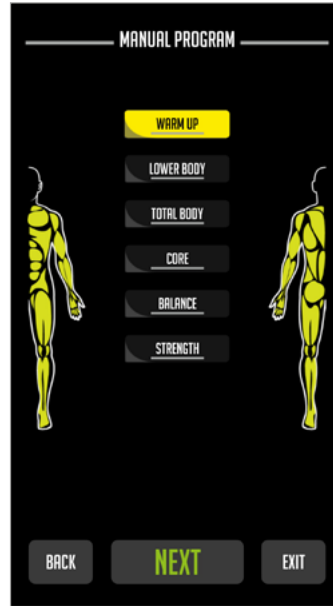 MANUAL PROGRAM
WARM UP
LOWER BODY
TOTAL BODY
CORE
BALANCE
STRENGTH
BACK
NEXT
EXIT